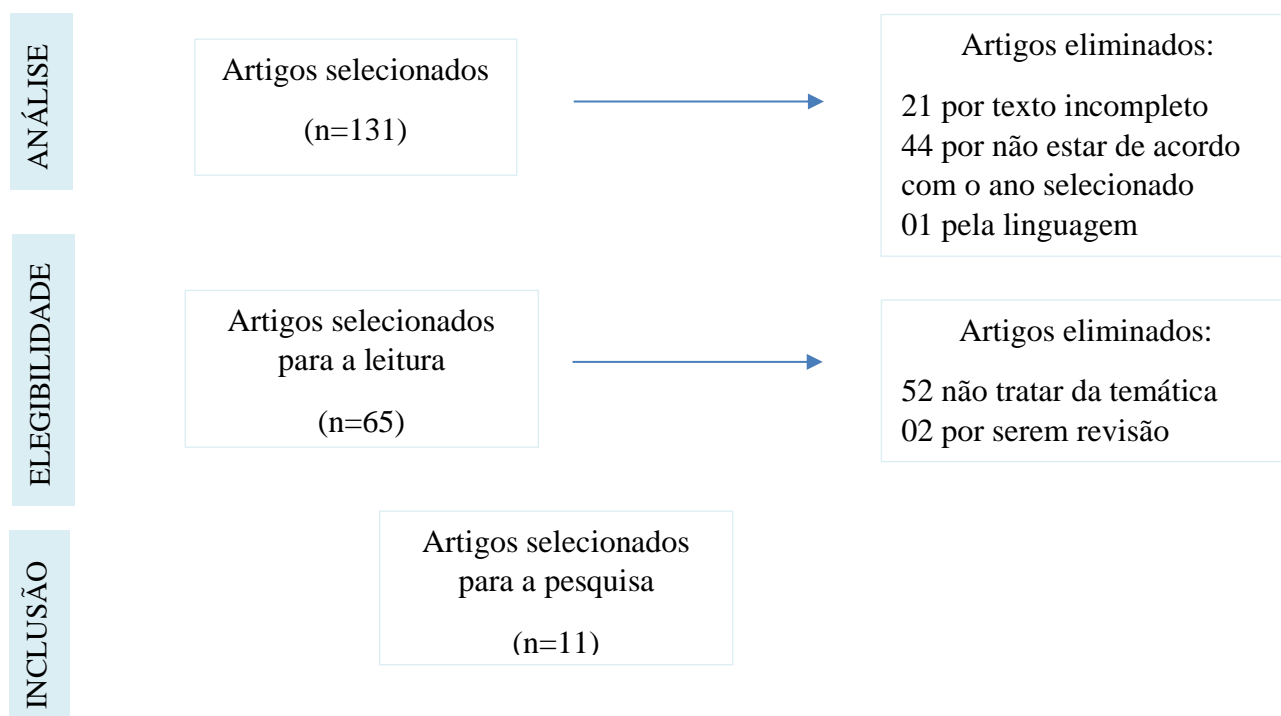 ANÁLISE
Artigos selecionados
(n=131)
Artigos eliminados:
21 por texto incompleto
44 por não estar de acordo
com o ano selecionado
01 pela linguagem
ELEGIBILIDADE
Artigos selecionados
para a leitura
(n=65)
Artigos eliminados:
52 não tratar da temática
02 por serem revisão
INCLUSÃO
Artigos selecionados
para a pesquisa
(n=11)